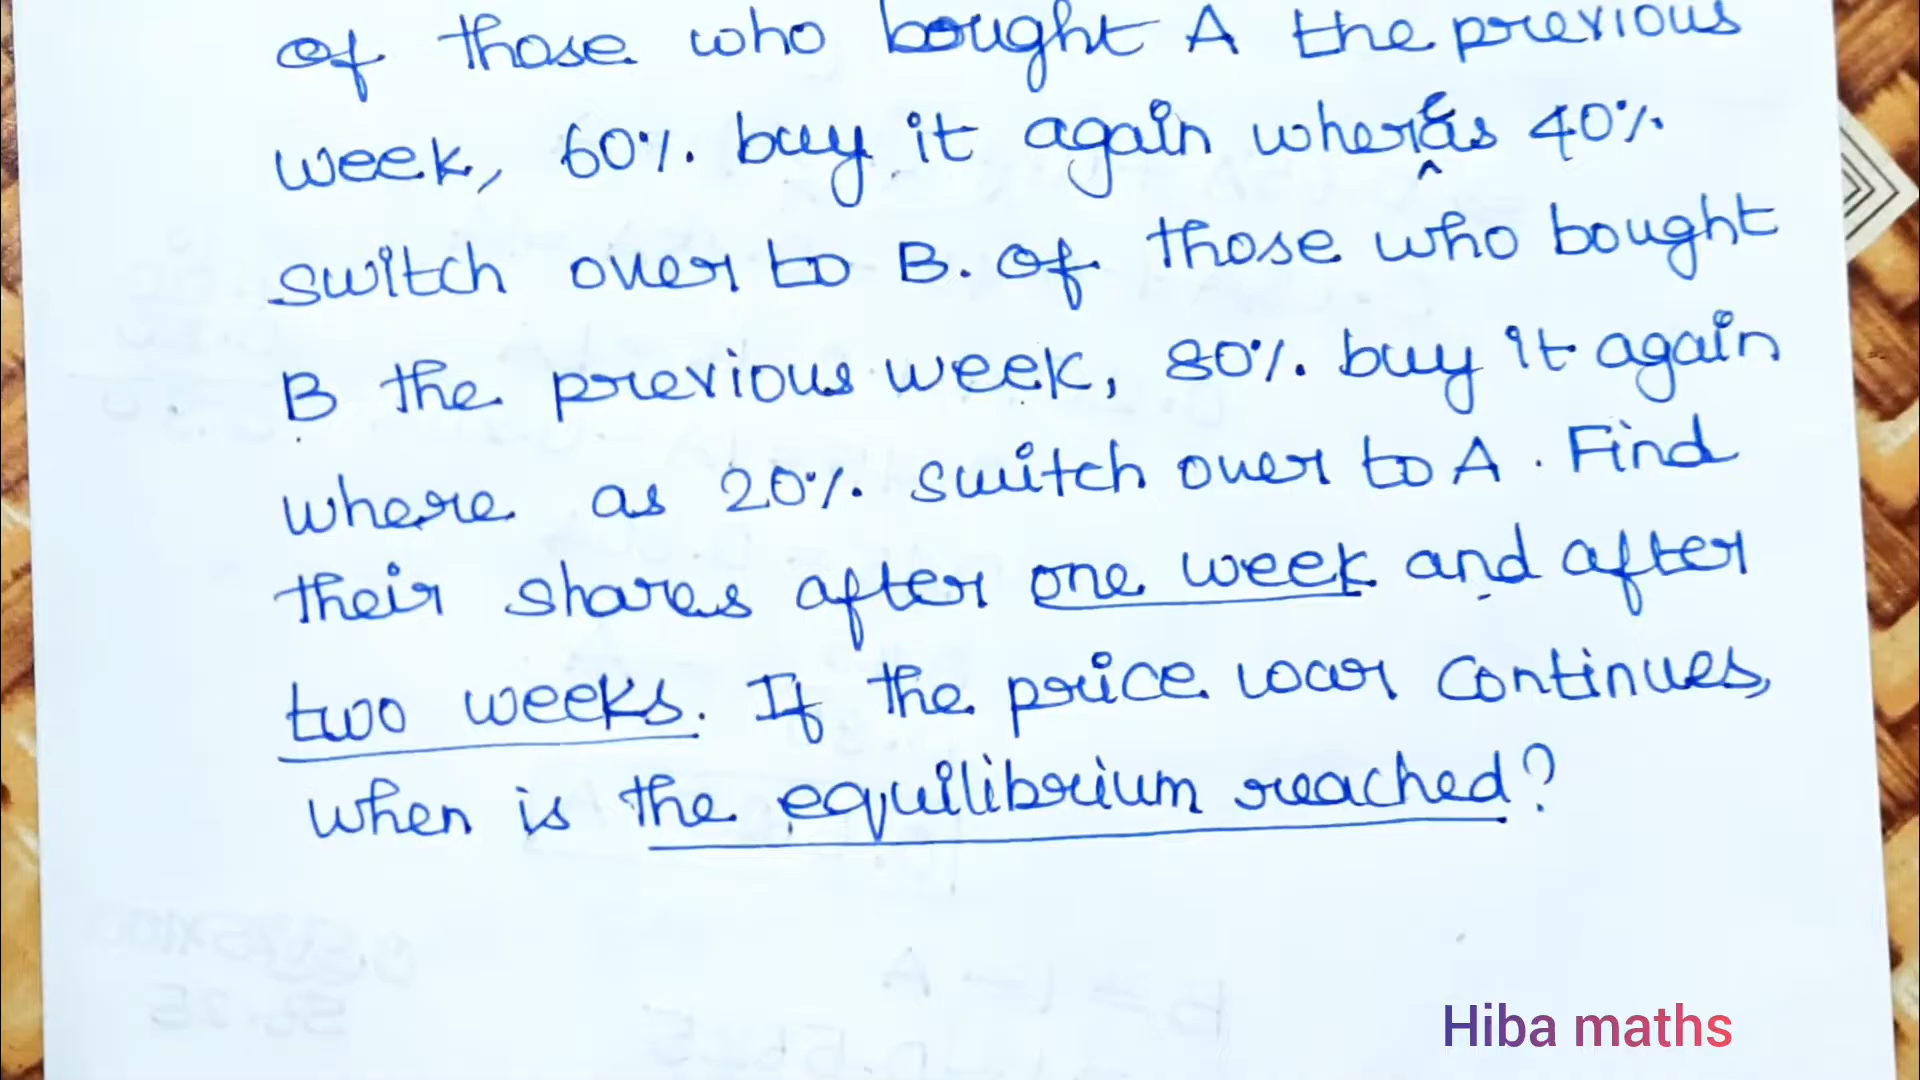 of those who bought A the previous
week, 60%. buy it again whereas 40%.
switch over to B. of those who bought
B the previous week, 80%. buy it again
where as 20%. switch over to A. Find
their shares after one week and after
two weeks. If the price war continues,
when is the equilibrium reached?
Hiba maths